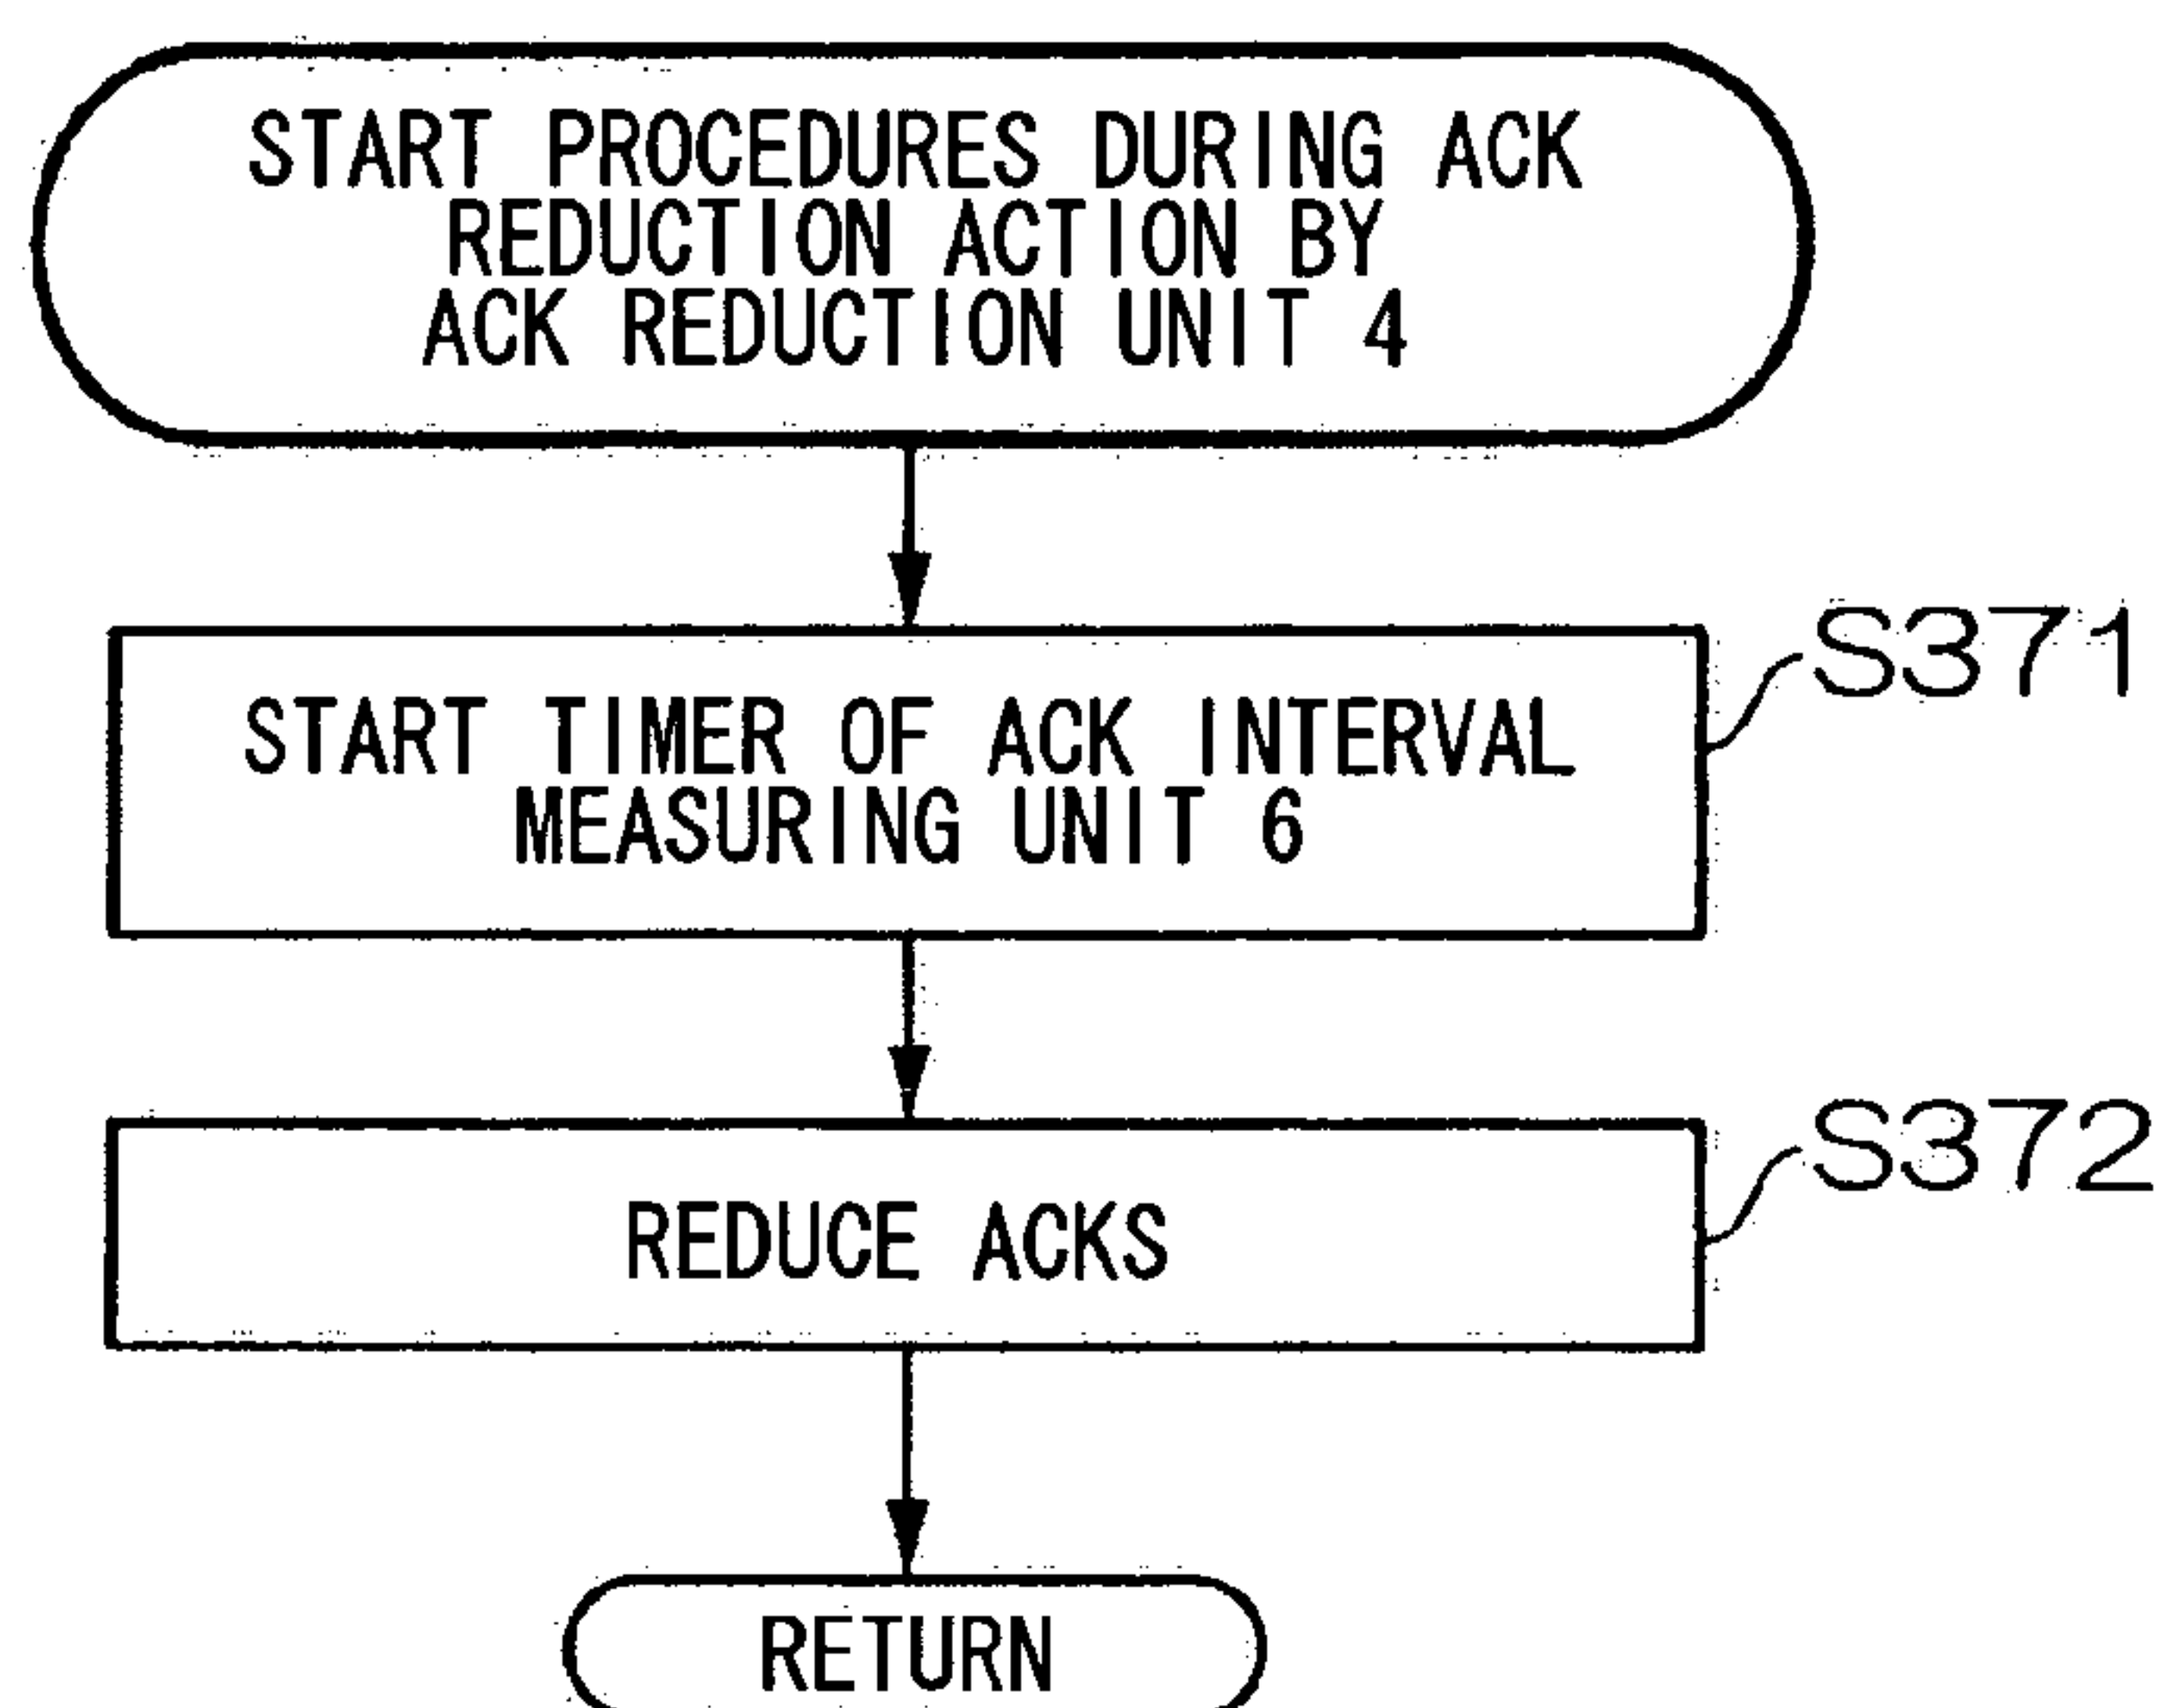 START PROCEDURES DURING ACK
REDUCTION ACTION BY
ACK REDUCTION UNIT 4
S371
START TIMER OF ACK INTERVAL
MEASURING UNIT 6
S372
REDUCE ACKS
RETURN